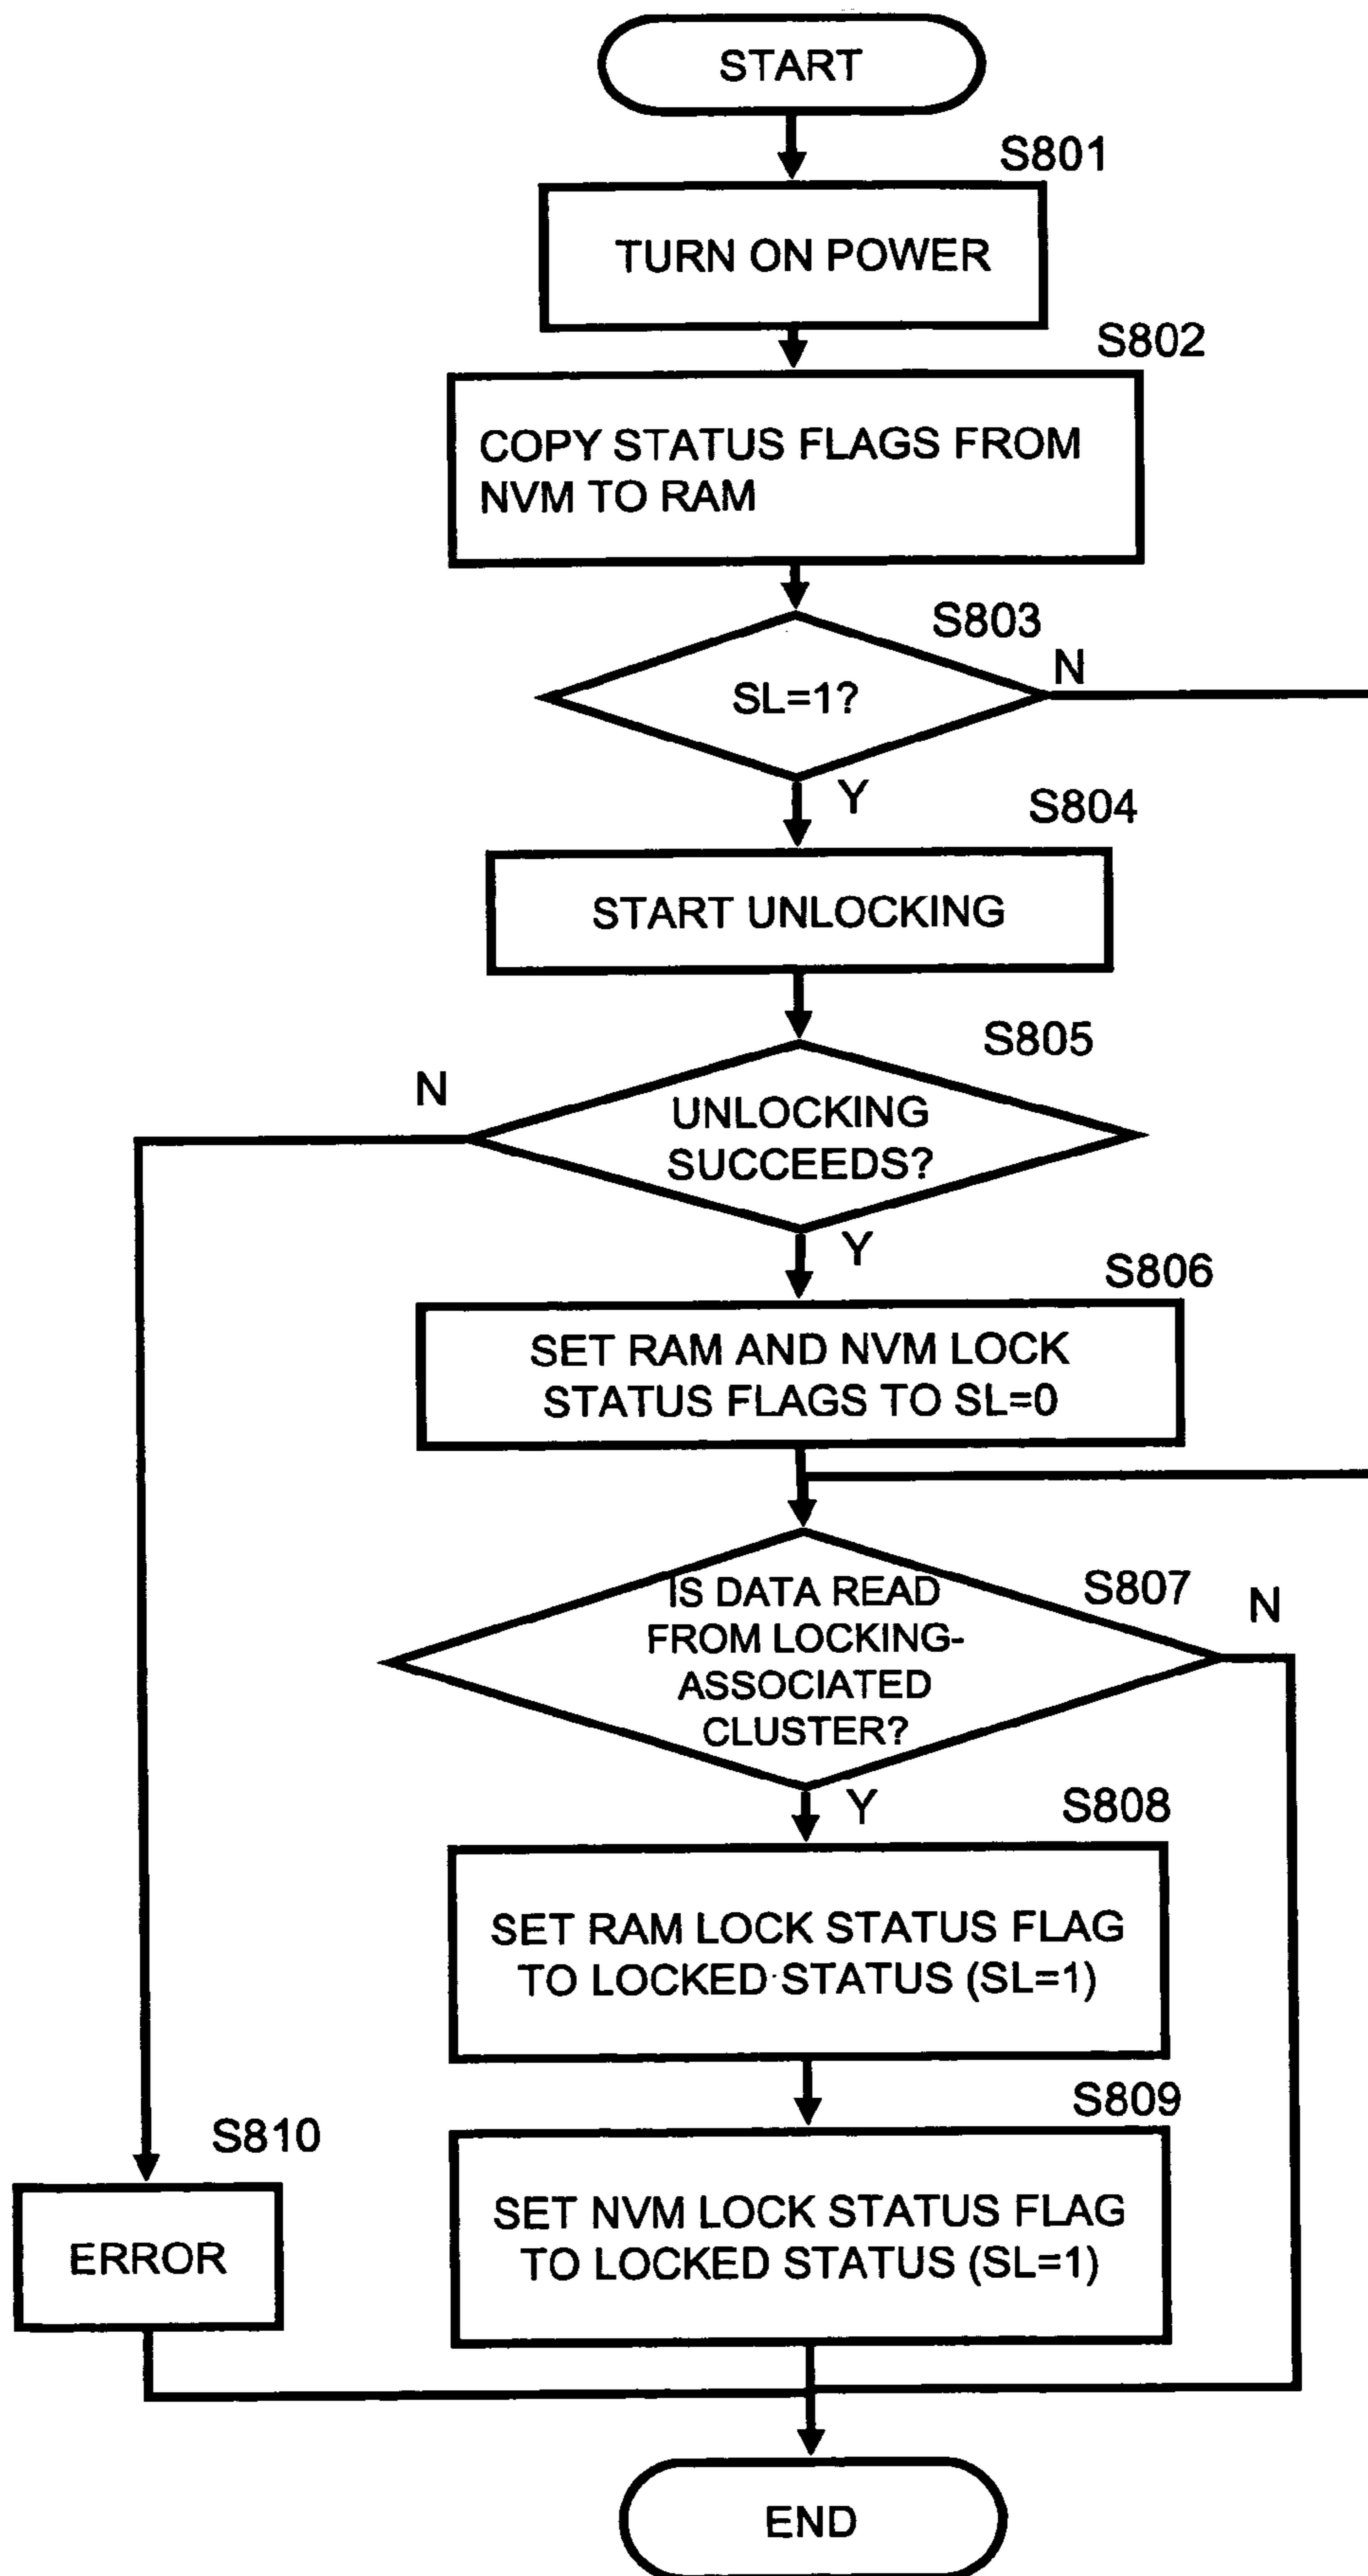 START
S801
TURN ON POWER
S802
COPY STATUS FLAGS FROM
NVM TO RAM
S803
SL=1?
N
Y
S804
START UNLOCKING
S805
N
UNLOCKING
SUCCEEDS?
Y
S806
SET RAM AND NVM LOCK
STATUS FLAGS TO SL=0
S807
N
IS DATA READ
FROM LOCKING-
ASSOCIATED
CLUSTER?
Y
S808
SET RAM LOCK STATUS FLAG
TO LOCKED STATUS (SL=1)
S809
SET NVM LOCK STATUS FLAG
TO LOCKED STATUS (SL=1)
S810
ERROR
END